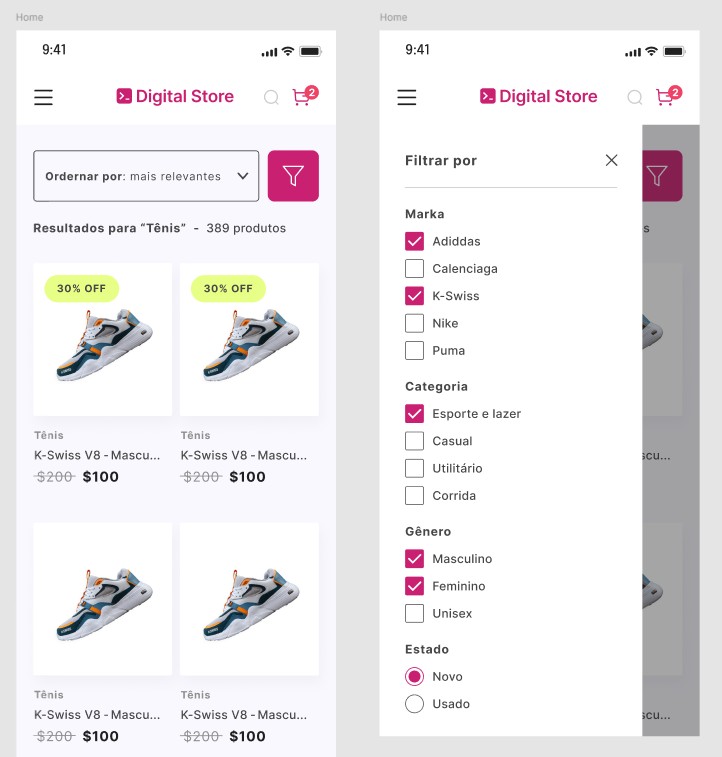 Home
9:41
Digital Store
2
Ordernar por: mais relevantes
Resultados para “Tênis” - 389 produtos
30% OFF
30% OFF
Tênis
K-Swiss V8 - Mascu...
$200 $100
Tênis
K-Swiss V8 - Mascu...
$200 $100
Tênis
K-Swiss V8 - Mascu...
$200 $100
Tênis
K-Swiss V8 - Mascu...
$200 $100
Home
9:41
Digital Store
2
Filtrar por
Marka
Adiddas
Calenciaga
K-Swiss
Nike
Puma
Categoria
Esporte e lazer
Casual
Utilitário
Corrida
Gênero
Masculino
Feminino
Unisex
Estado
Novo
Usado
s
scu...
scu...